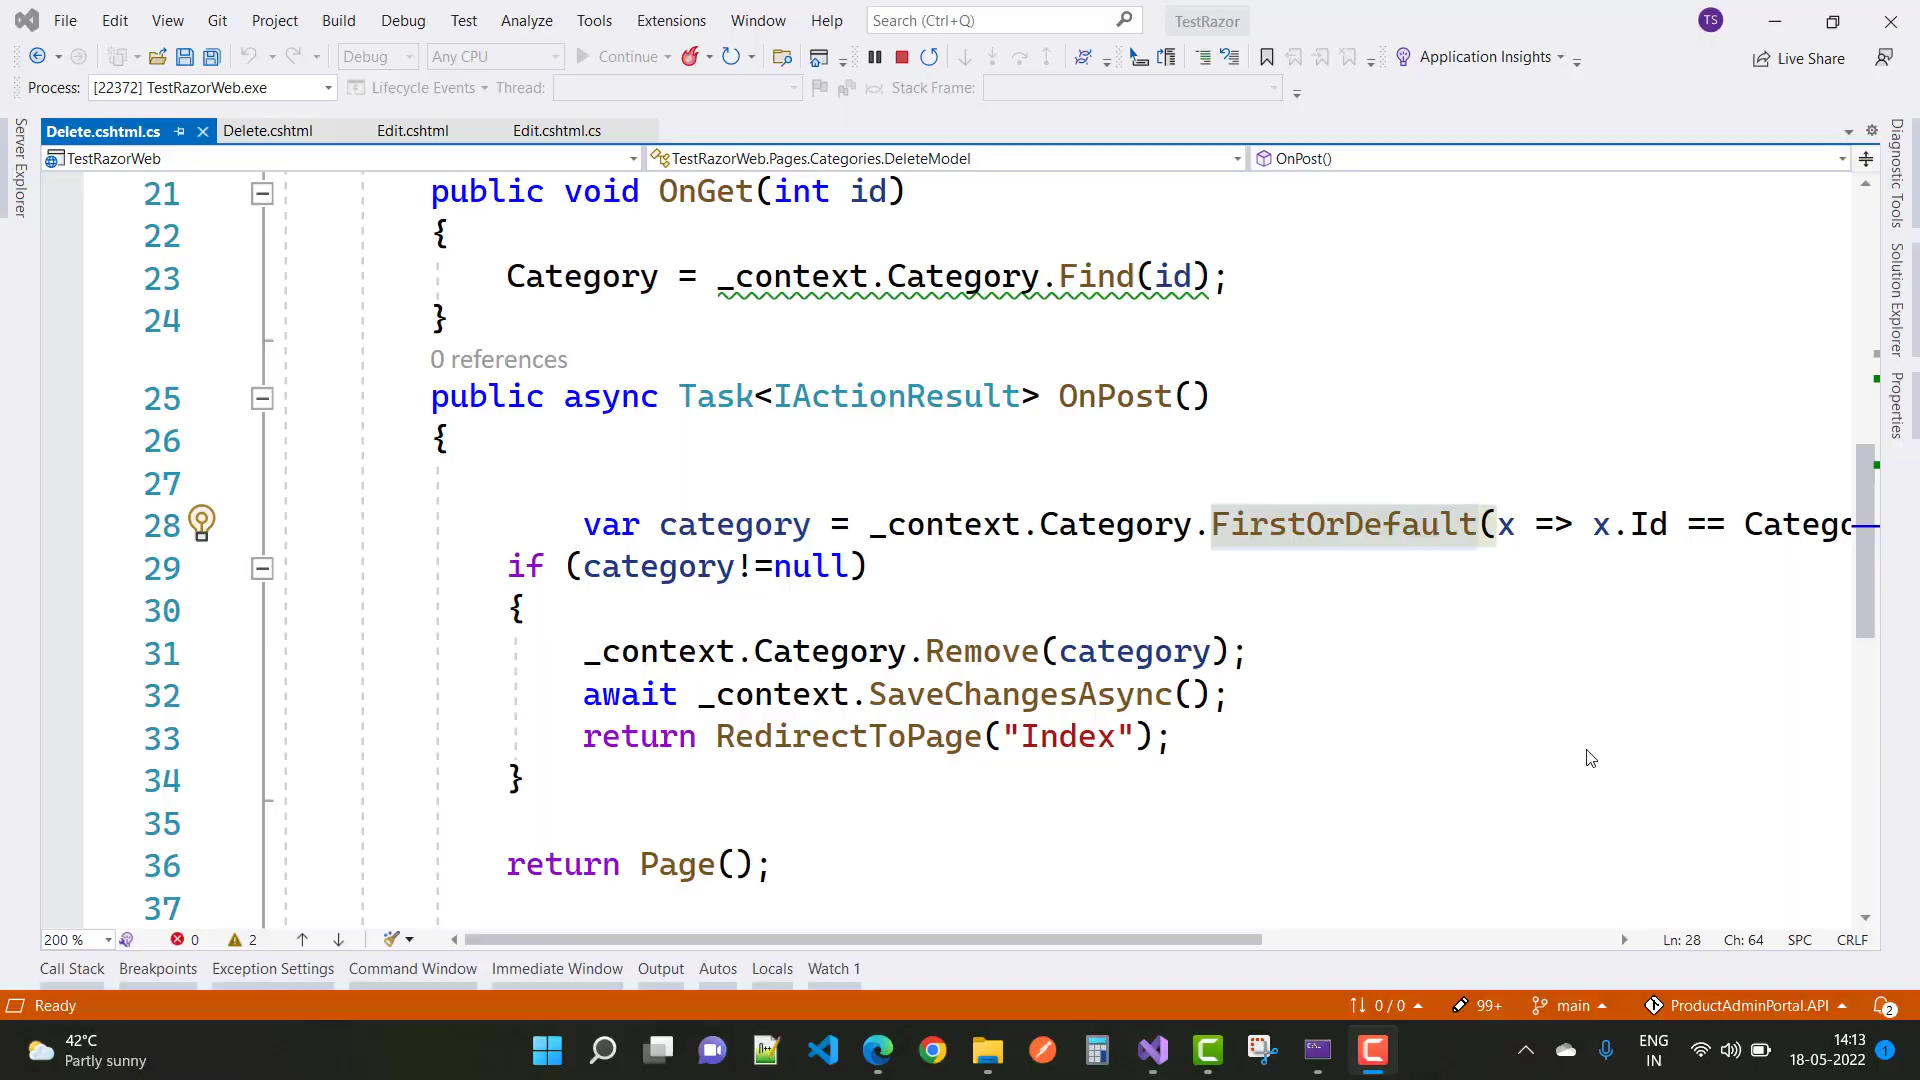 File Edit View Git Project Build Debug Test Analyze Tools Extensions Window Help Search (Ctrl+Q) TestRazor TS
Debug Any CPU Continue Application Insights Live Share
Process: [22372] TestRazorWeb.exe Lifecycle Events Thread: Stack Frame:
Delete.cshtml.cs Delete.cshtml Edit.cshtml Edit.cshtml.cs
TestRazorWeb TestRazorWeb.Pages.Categories.DeleteModel OnPost()
Server Explorer
Diagnostic Tools
Solution Explorer
Properties
21 public void OnGet(int id)
22 {
23 Category = _context.Category.Find(id);
24 }
0 references
25 public async Task<IActionResult> OnPost()
26 {
27
28 var category = _context.Category.FirstOrDefault(x => x.Id == Catego
29 if (category!=null)
30 {
31 _context.Category.Remove(category);
32 await _context.SaveChangesAsync();
33 return RedirectToPage("Index");
34 }
35
36 return Page();
37
200 % 0 2 Ln: 28 Ch: 64 SPC CRLF
Call Stack Breakpoints Exception Settings Command Window Immediate Window Output Autos Locals Watch 1
Ready 0 / 0 99+ main ProductAdminPortal.API 2
42°C
Partly sunny
ENG
IN
14:13
18-05-2022
1